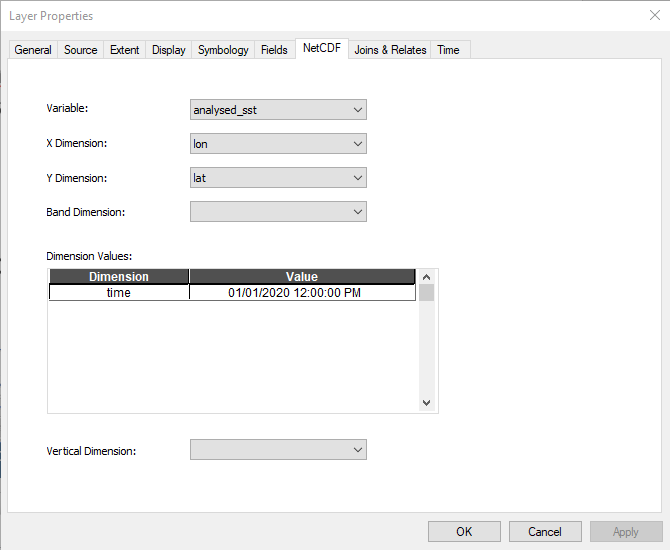 Layer Properties
General Source Extent Display Symbology Fields NetCDF Joins & Relates Time
Variable: analysed_sst
X Dimension: lon
Y Dimension: lat
Band Dimension:
Dimension Values:
Dimension Value
time 01/01/2020 12:00:00 PM
Vertical Dimension:
OK Cancel Apply